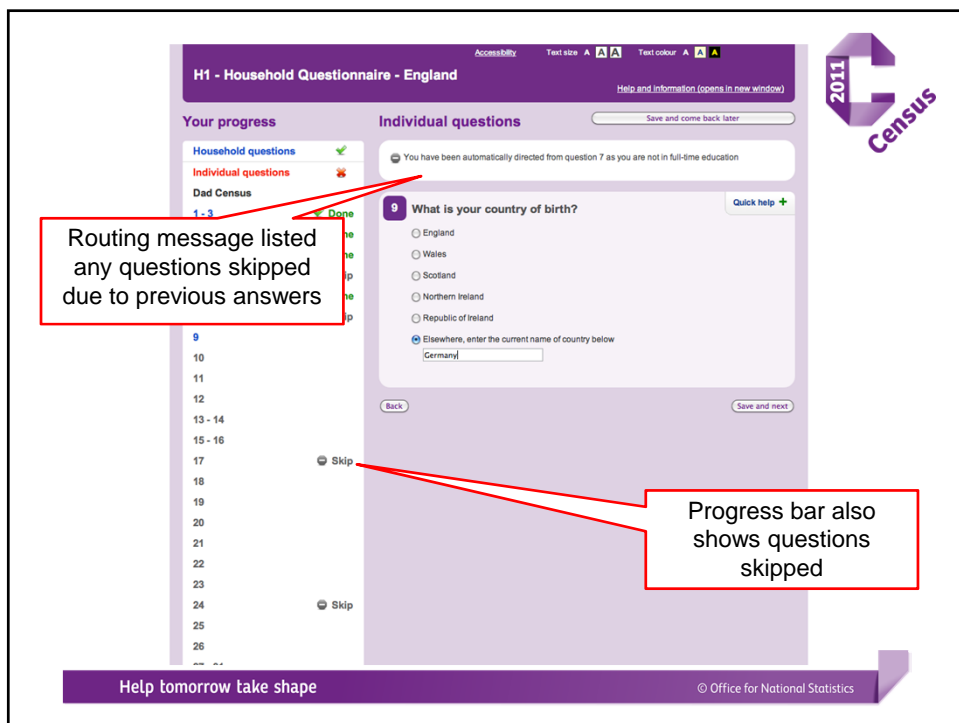 Accessibility Text size A A A Text colour A A A
H1 - Household Questionnaire - England
Help and information (opens in new window)
2011
Census
Your progress
Individual questions
Save and come back later
Household questions
Individual questions
Dad Census
1 - 3 Done
ne
ne
ip
ne
ip
9
10
11
12
13 - 14
15 - 16
17 Skip
18
19
20
21
22
23
24 Skip
25
26
You have been automatically directed from question 7 as you are not in full-time education
9 What is your country of birth?
Quick help +
England
Wales
Scotland
Northern Ireland
Republic of Ireland
Elsewhere, enter the current name of country below
Germany
Back
Save and next
Routing message listed
any questions skipped
due to previous answers
Progress bar also
shows questions
skipped
Help tomorrow take shape
© Office for National Statistics